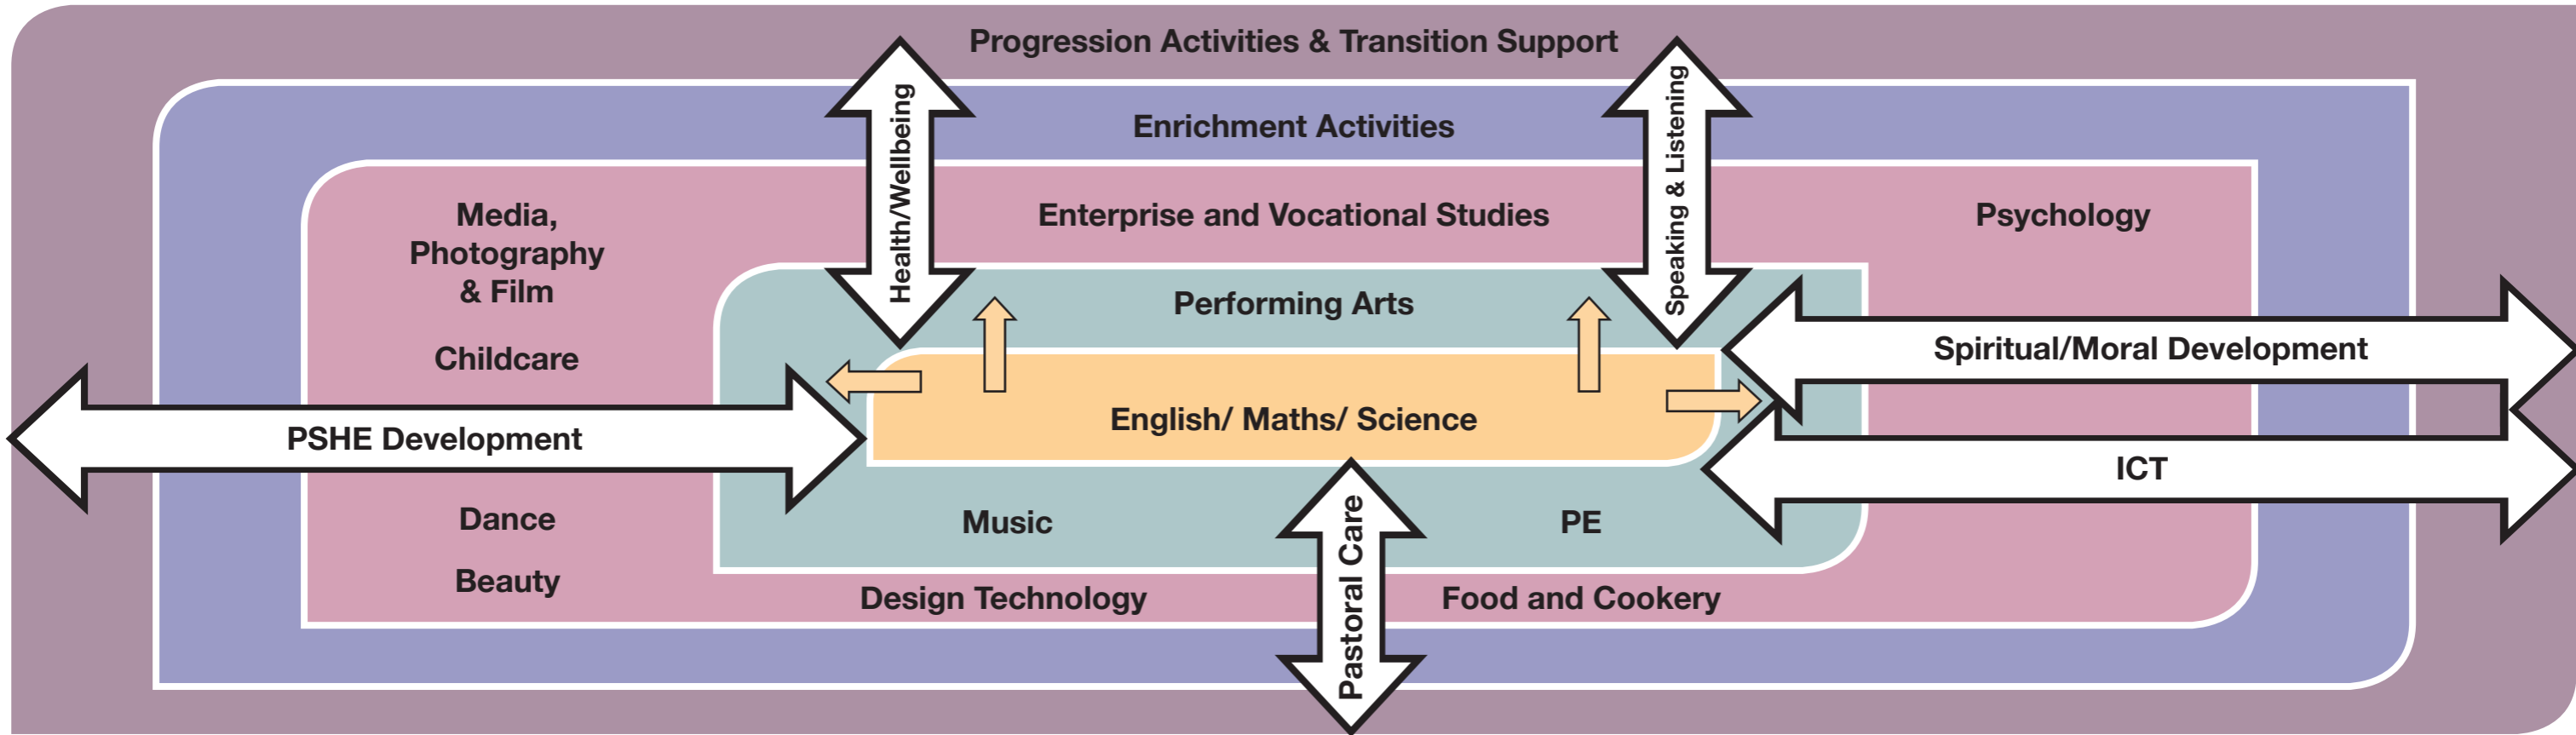 Progression Activities & Transition Support
Health/Wellbeing
Speaking & Listening
Enrichment Activities
Media,
Photography
& Film
Enterprise and Vocational Studies
Psychology
Performing Arts
Childcare
Spiritual/Moral Development
English/ Maths/ Science
PSHE Development
ICT
Dance
Music
PE
Pastoral Care
Beauty
Design Technology
Food and Cookery